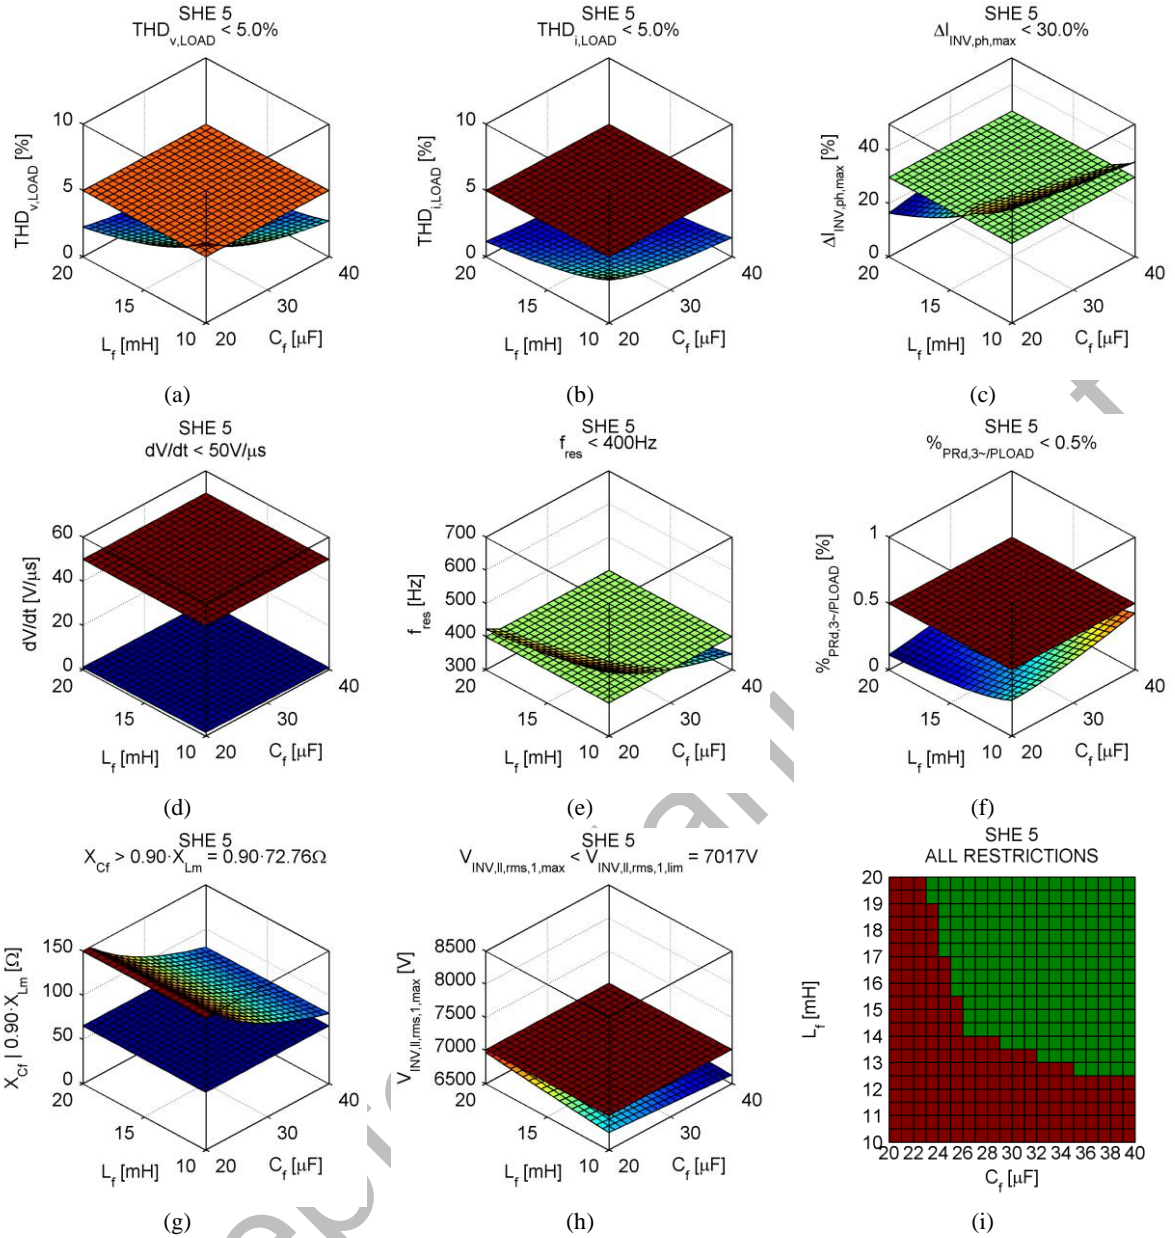 SHE 5
THD_v,LOAD < 5.0%
THD_v,LOAD [%]
10
5
0
20
15
10
L_f [mH]
20
30
40
C_f [μF]
(a)
SHE 5
THD_i,LOAD < 5.0%
THD_i,LOAD [%]
10
5
0
20
15
10
L_f [mH]
20
30
40
C_f [μF]
(b)
SHE 5
ΔI_INV,ph,max < 30.0%
ΔI_INV,ph,max [%]
40
20
0
20
15
10
L_f [mH]
20
30
40
C_f [μF]
(c)
SHE 5
dV/dt < 50V/μs
dV/dt [V/μs]
60
40
20
0
20
15
10
L_f [mH]
20
30
40
C_f [μF]
(d)
SHE 5
f_res < 400Hz
f_res [Hz]
700
600
500
400
300
20
15
10
L_f [mH]
20
30
40
C_f [μF]
(e)
SHE 5
%_PRd,3~/PLOAD < 0.5%
%_PRd,3~/PLOAD [%]
1
0.5
0
20
15
10
L_f [mH]
20
30
40
C_f [μF]
(f)
SHE 5
X_Cf > 0.90·X_Lm = 0.90·72.76Ω
X_Cf | 0.90·X_Lm [Ω]
150
100
50
0
20
15
10
L_f [mH]
20
30
40
C_f [μF]
(g)
SHE 5
V_INV,ll,rms,1,max < V_INV,ll,rms,1,lim = 7017V
V_INV,ll,rms,1,max [V]
8500
8000
7500
7000
6500
20
15
10
L_f [mH]
20
30
40
C_f [μF]
(h)
SHE 5
ALL RESTRICTIONS
L_f [mH]
20
19
18
17
16
15
14
13
12
11
10
20 22 24 26 28 30 32 34 36 38 40
C_f [μF]
(i)